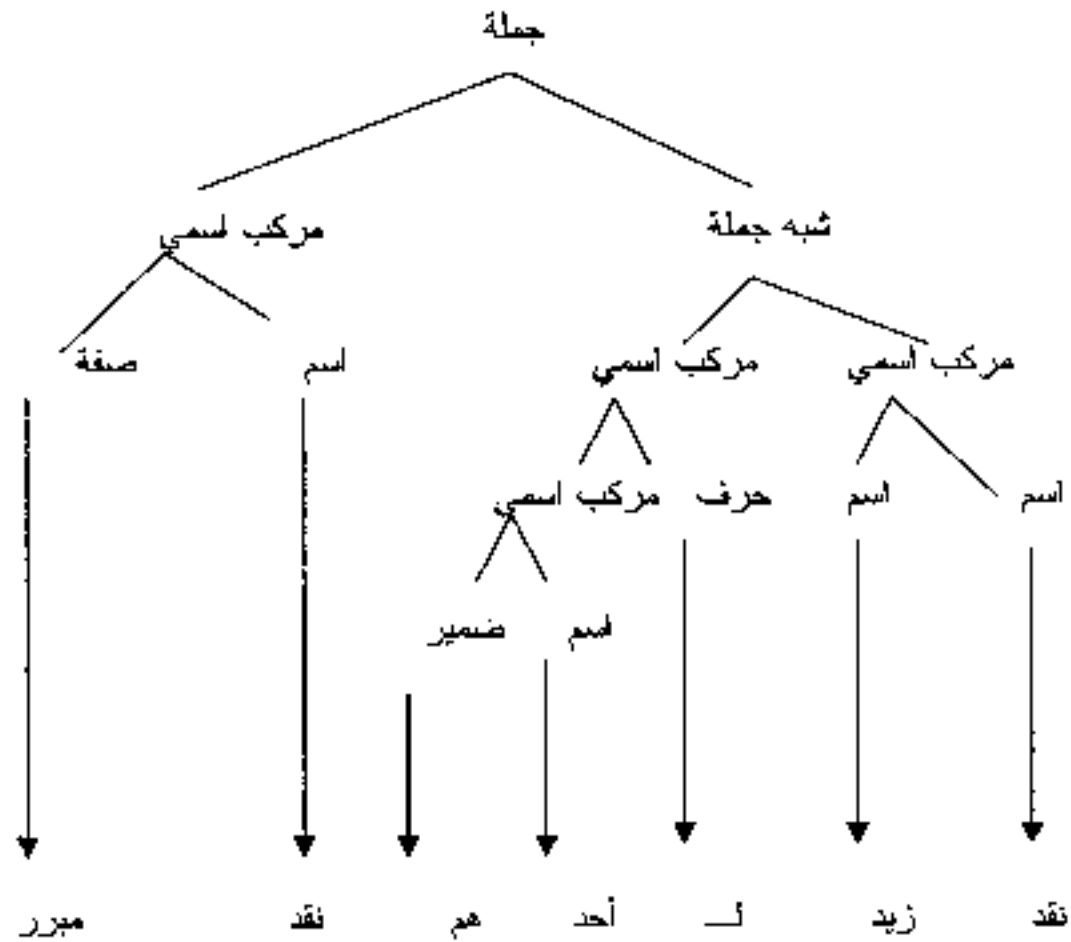 جملة
شبه جملة مركب اسمي
مركب اسمي مركب اسمي اسم صفة
اسم اسم حرف مركب اسمي
اسم ضمير
نقد زيد لـ أحد هم نقد مبرر